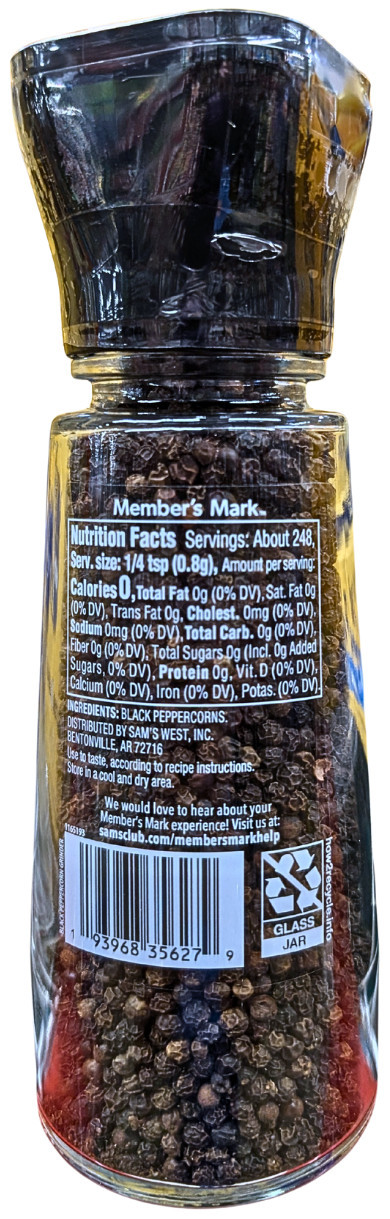 Member's Mark™
Nutrition Facts Servings: About 248,
Serv. size: 1/4 tsp (0.8g), Amount per serving:
Calories 0, Total Fat 0g (0% DV), Sat. Fat 0g
(0% DV), Trans Fat 0g, Cholest. 0mg (0% DV),
Sodium 0mg (0% DV), Total Carb. 0g (0% DV),
Fiber 0g (0% DV), Total Sugars 0g (Incl. 0g Added
Sugars, 0% DV), Protein 0g, Vit. D (0% DV),
Calcium (0% DV), Iron (0% DV), Potas. (0% DV).
INGREDIENTS: BLACK PEPPERCORNS.
DISTRIBUTED BY SAM'S WEST, INC.
BENTONVILLE, AR 72716
Use to taste, according to recipe instructions.
Store in a cool and dry area.
We would love to hear about your
Member's Mark experience! Visit us at:
samsclub.com/membersmarkhelp
BLACK PEPPERCORN GRINDER
1 93968 35627 9
GLASS
JAR
how2recycle.info